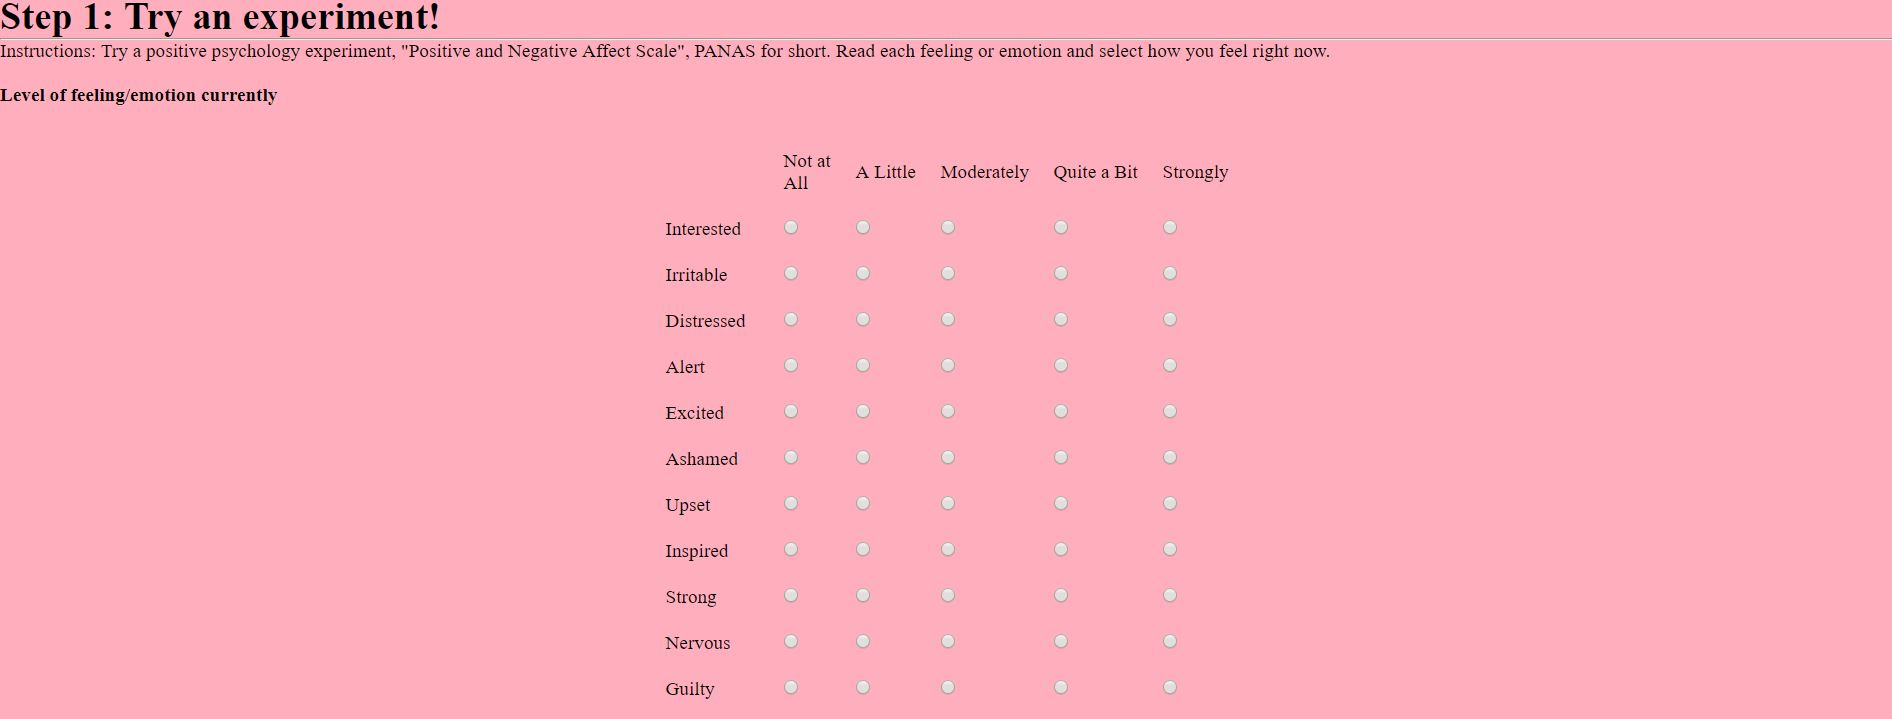 Step 1: Try an experiment!
Instructions: Try a positive psychology experiment, "Positive and Negative Affect Scale", PANAS for short. Read each feeling or emotion and select how you feel right now.
Level of feeling/emotion currently
Not at All A Little Moderately Quite a Bit Strongly
Interested
Irritable
Distressed
Alert
Excited
Ashamed
Upset
Inspired
Strong
Nervous
Guilty